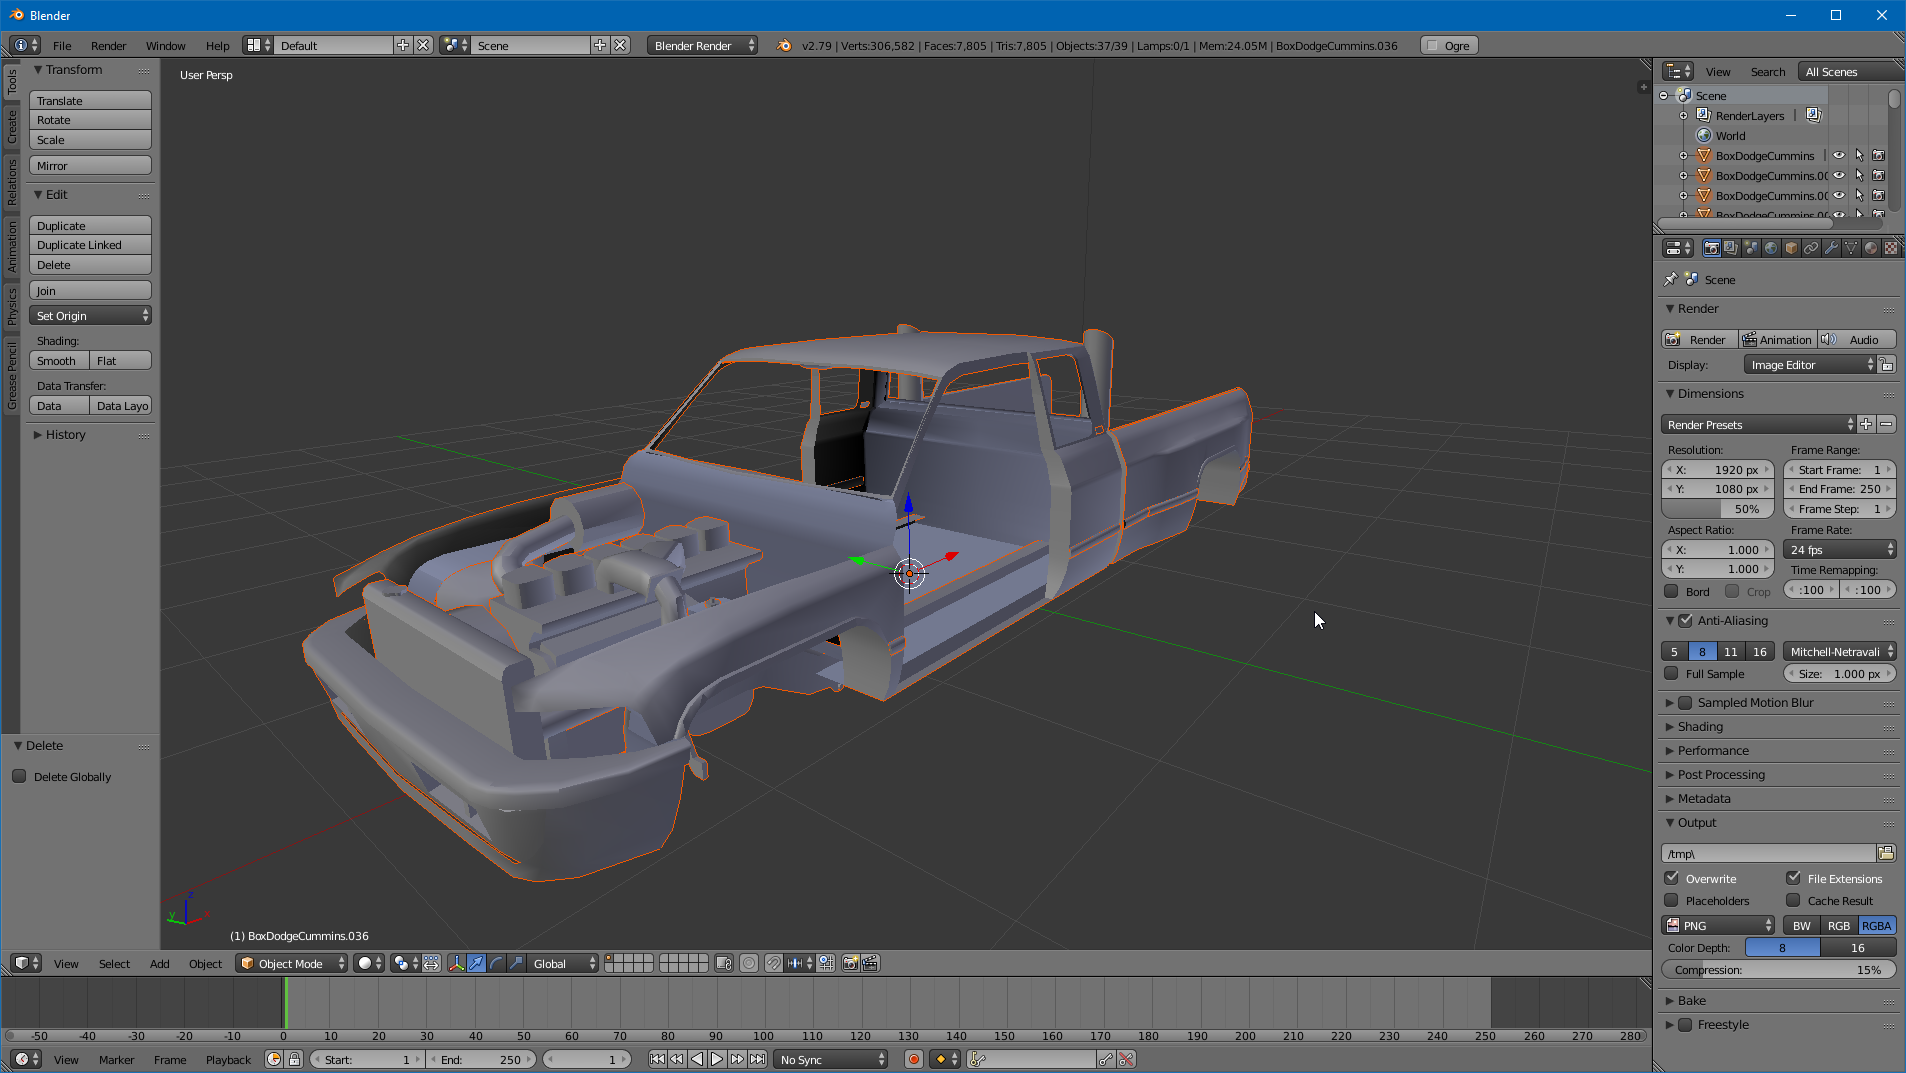 Blender
File Render Window Help Default Scene Blender Render v2.79 | Verts:306,582 | Faces:7,805 | Tris:7,805 | Objects:37/39 | Lamps:0/1 | Mem:24.05M | BoxDodgeCummins.036 Ogre
Tools
Create
Relations
Animation
Physics
Grease Pencil
Transform
Translate
Rotate
Scale
Mirror
Edit
Duplicate
Duplicate Linked
Delete
Join
Set Origin
Shading:
Smooth Flat
Data Transfer:
Data Data Layo
History
Delete
Delete Globally
User Persp
z
y
x
(1) BoxDodgeCummins.036
View Select Add Object Object Mode Global
-50 -40 -30 -20 -10 0 10 20 30 40 50 60 70 80 90 100 110 120 130 140 150 160 170 180 190 200 210 220 230 240 250 260 270 280
View Marker Frame Playback Start: 1 End: 250 1 No Sync
View Search All Scenes
Scene
RenderLayers
World
BoxDodgeCummins
BoxDodgeCummins.00
BoxDodgeCummins.00
BoxDodgeCummins.00
Scene
Render
Render Animation Audio
Display: Image Editor
Dimensions
Render Presets
Resolution: Frame Range:
X: 1920 px Start Frame: 1
Y: 1080 px End Frame: 250
50% Frame Step: 1
Aspect Ratio: Frame Rate:
X: 1.000 24 fps
Y: 1.000 Time Remapping:
Bord Crop :100 :100
Anti-Aliasing
5 8 11 16 Mitchell-Netravali
Full Sample Size: 1.000 px
Sampled Motion Blur
Shading
Performance
Post Processing
Metadata
Output
/tmp\
Overwrite File Extensions
Placeholders Cache Result
PNG BW RGB RGBA
Color Depth: 8 16
Compression: 15%
Bake
Freestyle